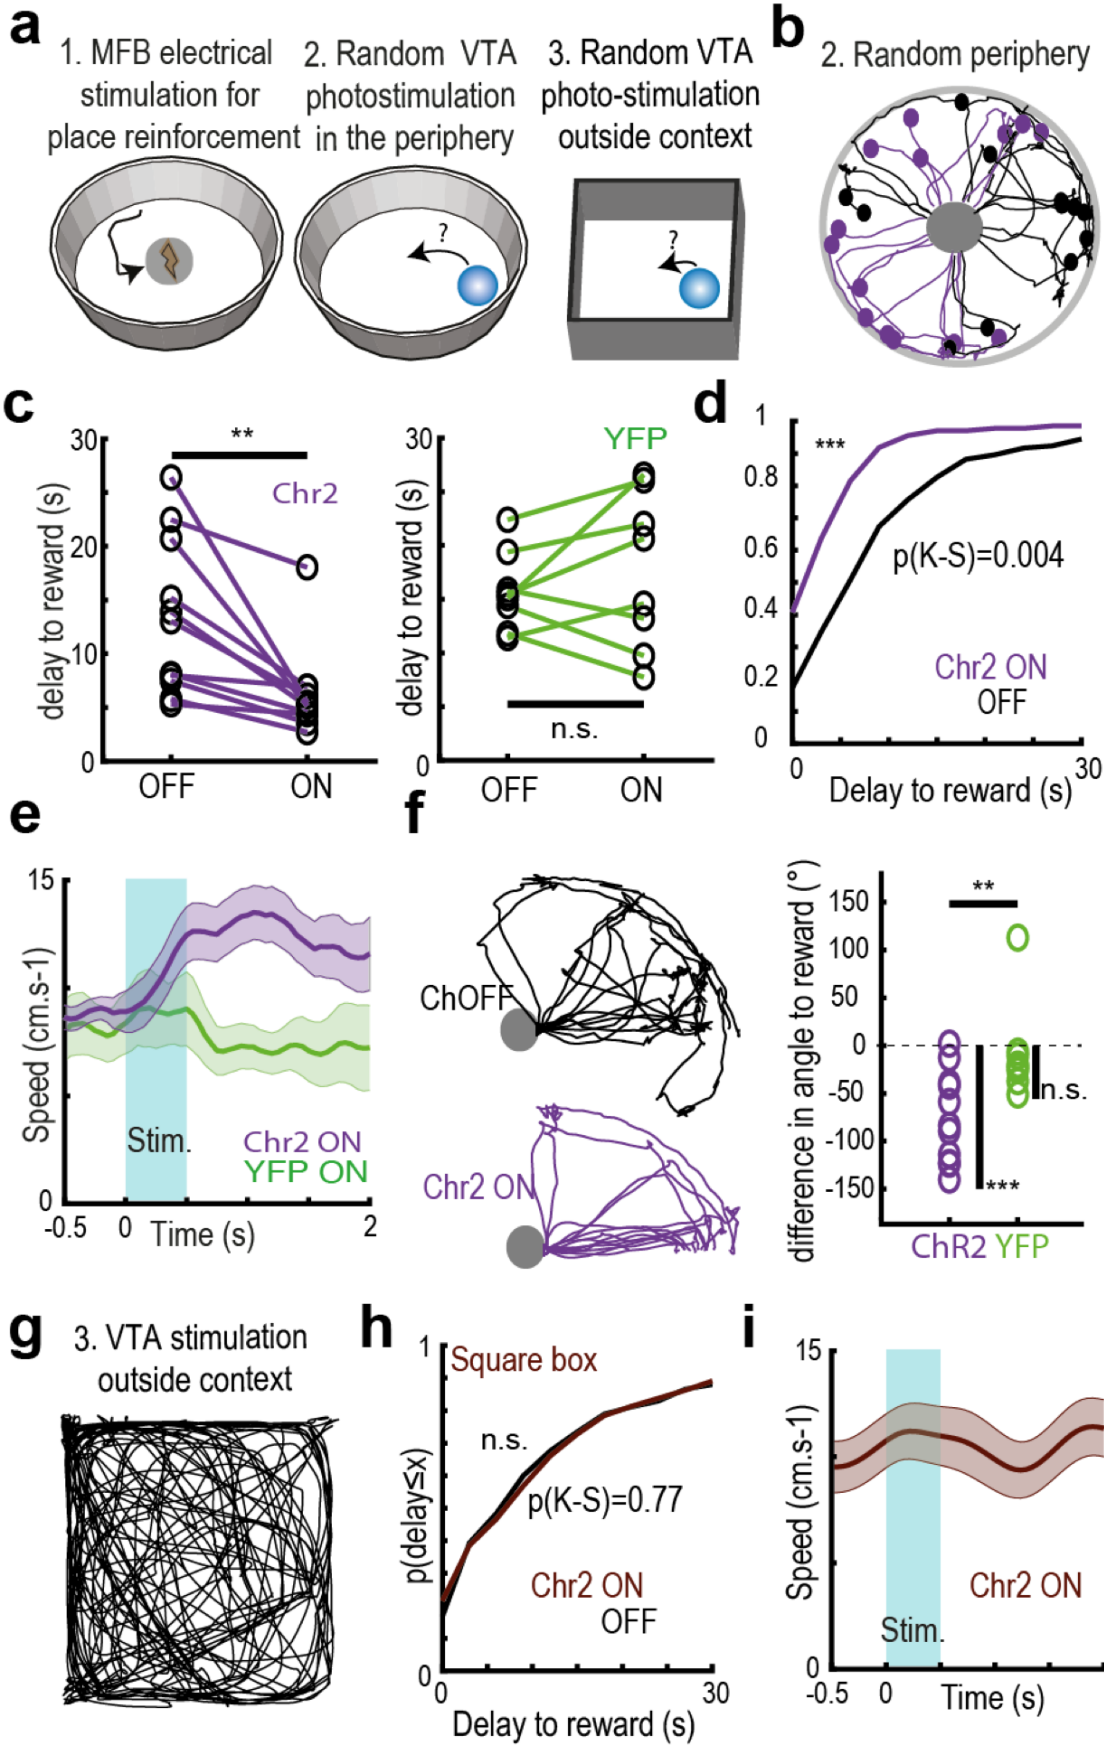 a
1. MFB electrical
stimulation for
place reinforcement
2. Random VTA
photostimulation
in the periphery
?
3. Random VTA
photo-stimulation
outside context
?
b
2. Random periphery
c
30
20
10
0
delay to reward (s)
**
Chr2
OFF
ON
30
0
delay to reward (s)
YFP
n.s.
OFF
ON
d
1
0.8
0.6
0.4
0.2
0
***
p(K-S)=0.004
Chr2 ON
OFF
0
30
Delay to reward (s)
e
15
0
Speed (cm.s-1)
Stim.
Chr2 ON
YFP ON
-0.5
0
2
Time (s)
f
ChOFF
Chr2 ON
difference in angle to reward (°)
150
100
50
0
-50
-100
-150
**
n.s.
***
ChR2
YFP
g
3. VTA stimulation
outside context
h
1
0
p(delay≤x)
Square box
n.s.
p(K-S)=0.77
Chr2 ON
OFF
0
30
Delay to reward (s)
i
15
0
Speed (cm.s-1)
Chr2 ON
Stim.
-0.5
0
Time (s)